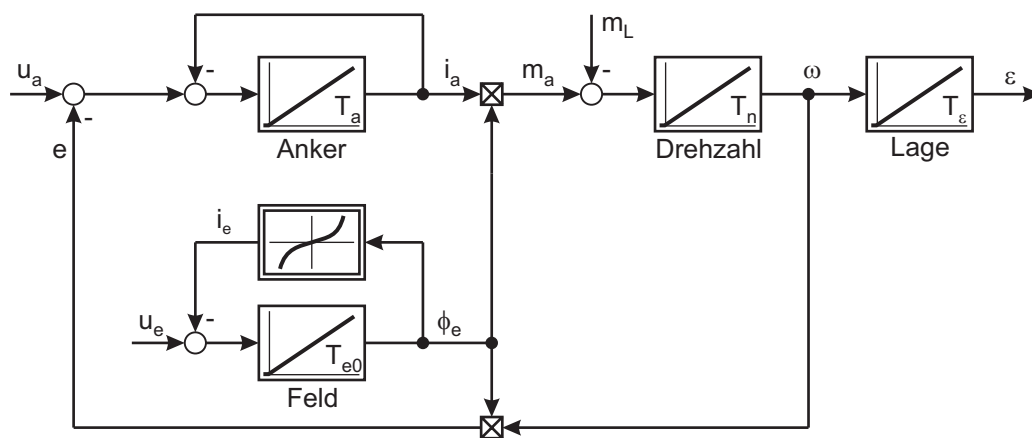 m_L
u_a
-
i_a
m_a
-
ω
ε
T_a
T_n
T_ε
-
e
Anker
Drehzahl
Lage
i_e
u_e
-
ϕ_e
T_e0
Feld